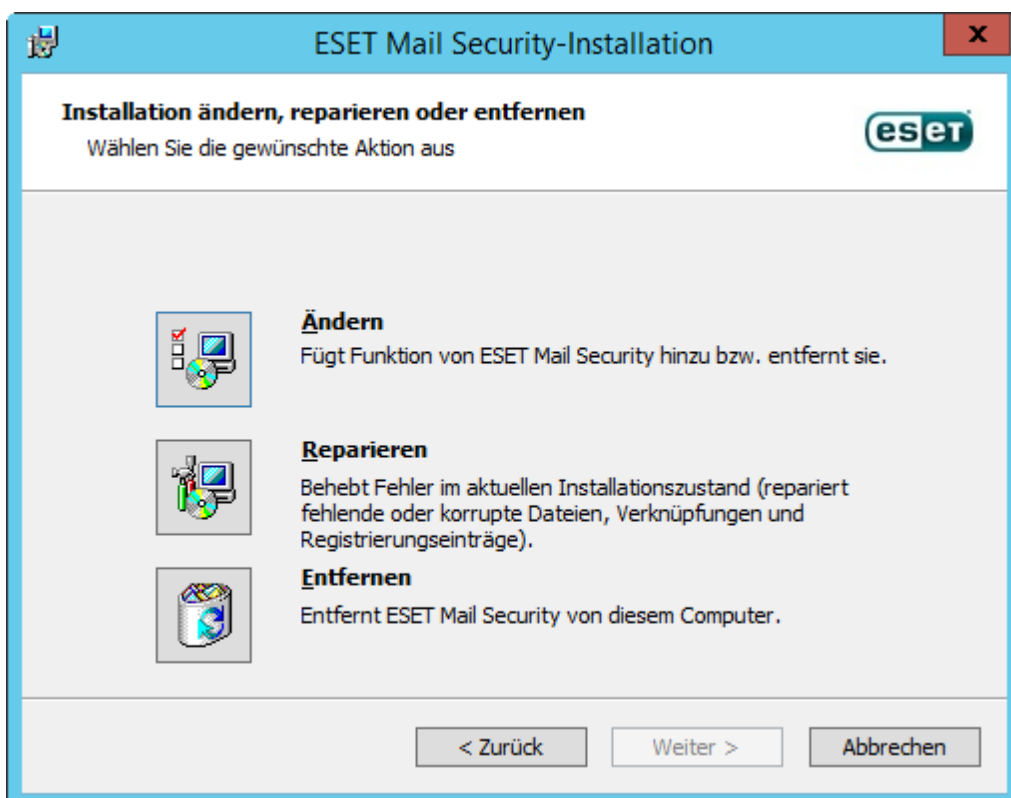 ESET Mail Security-Installation
x
Installation ändern, reparieren oder entfernen
Wählen Sie die gewünschte Aktion aus
eseT
Ändern
Fügt Funktion von ESET Mail Security hinzu bzw. entfernt sie.
Reparieren
Behebt Fehler im aktuellen Installationszustand (repariert
fehlende oder korrupte Dateien, Verknüpfungen und
Registrierungseinträge).
Entfernen
Entfernt ESET Mail Security von diesem Computer.
< Zurück
Weiter >
Abbrechen